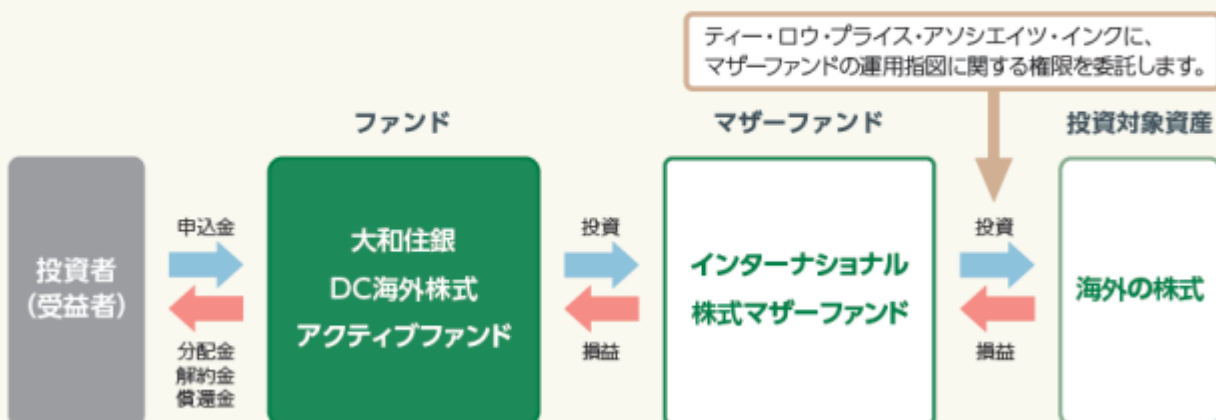 ティー・ロウ・プライス・アソシエイツ・インクに、
マザーファンドの運用指図に関する権限を委託します。
ファンド
マザーファンド
投資対象資産
投資者
(受益者)
申込金
分配金
解約金
償還金
大和住銀
DC海外株式
アクティブファンド
投資
損益
インターナショナル
株式マザーファンド
投資
損益
海外の株式